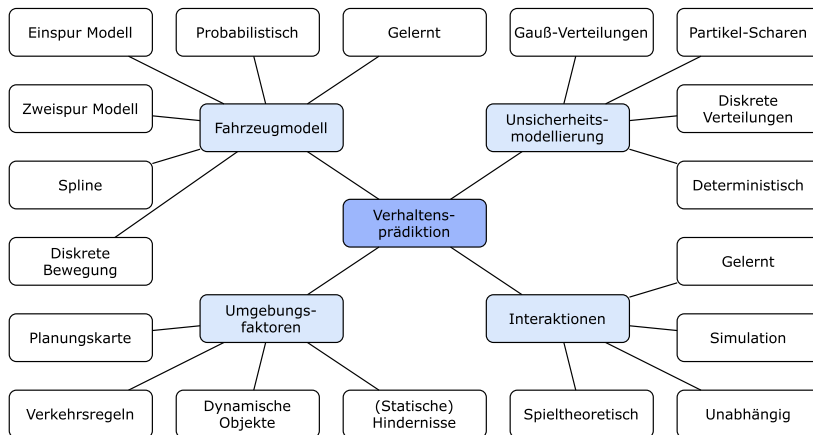 Einspur Modell
Probabilistisch
Gelernt
Gauß-Verteilungen
Partikel-Scharen
Zweispur Modell
Fahrzeugmodell
Unsicherheits-
modellierung
Diskrete
Verteilungen
Spline
Deterministisch
Verhaltens-
prädiktion
Diskrete
Bewegung
Gelernt
Umgebungs-
faktoren
Interaktionen
Planungskarte
Simulation
Verkehrsregeln
Dynamische
Objekte
(Statische)
Hindernisse
Spieltheoretisch
Unabhängig